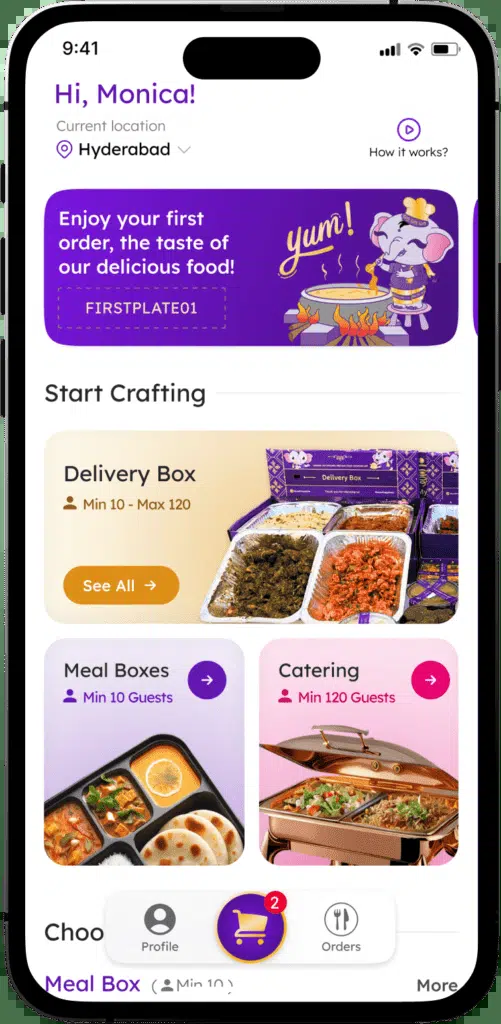 9:41
Hi, Monica!
Current location
Hyderabad
How it works?
Enjoy your first
order, the taste of
our delicious food!
FIRSTPLATE01
yum!
Start Crafting
Delivery Box
Min 10 - Max 120
See All
Delivery Box
Meal Boxes
Min 10 Guests
Catering
Min 120 Guests
Choo
2
Profile
Orders
Meal Box (Min 10)
More